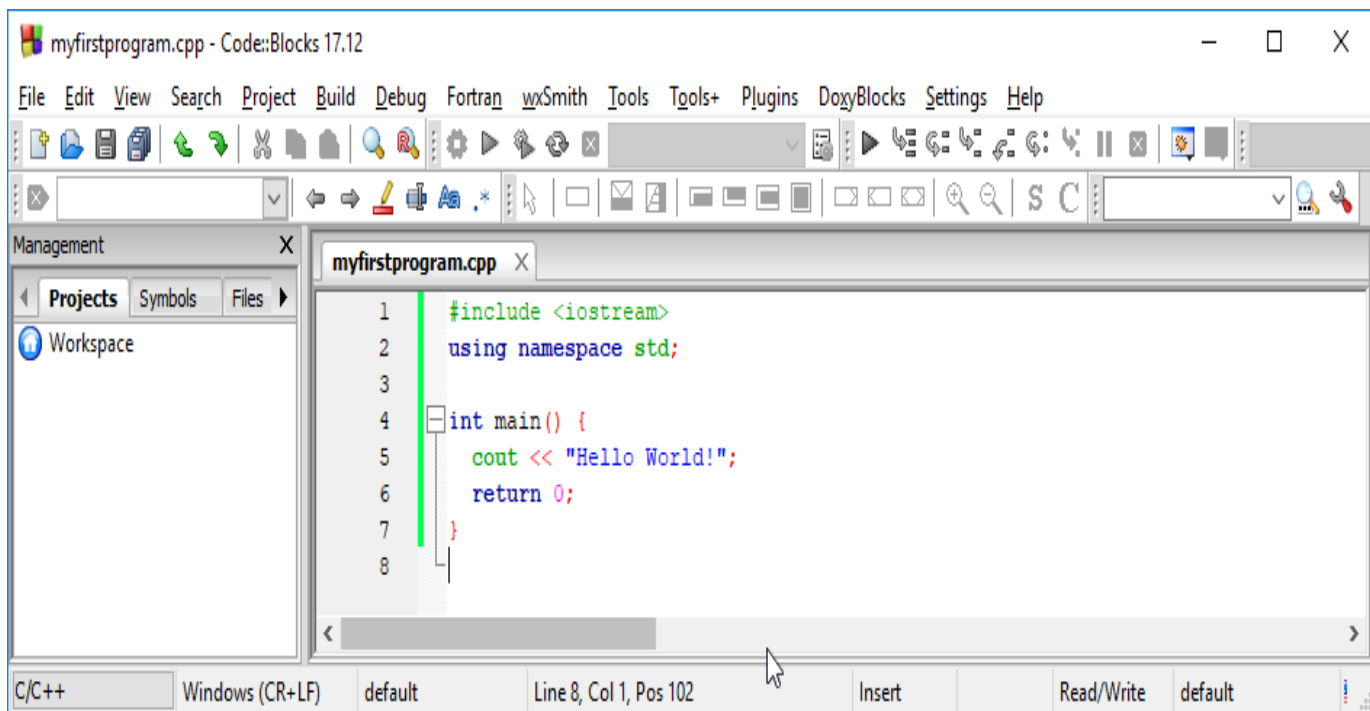 myfirstprogram.cpp - Code::Blocks 17.12
File Edit View Search Project Build Debug Fortran wxSmith Tools Tools+ Plugins DoxyBlocks Settings Help
Management X
myfirstprogram.cpp
Projects Symbols Files
Workspace
1 #include <iostream>
2 using namespace std;
3
4 int main() {
5   cout << "Hello World!";
6   return 0;
7 }
8
C/C++ Windows (CR+LF) default Line 8, Col 1, Pos 102 Insert Read/Write default